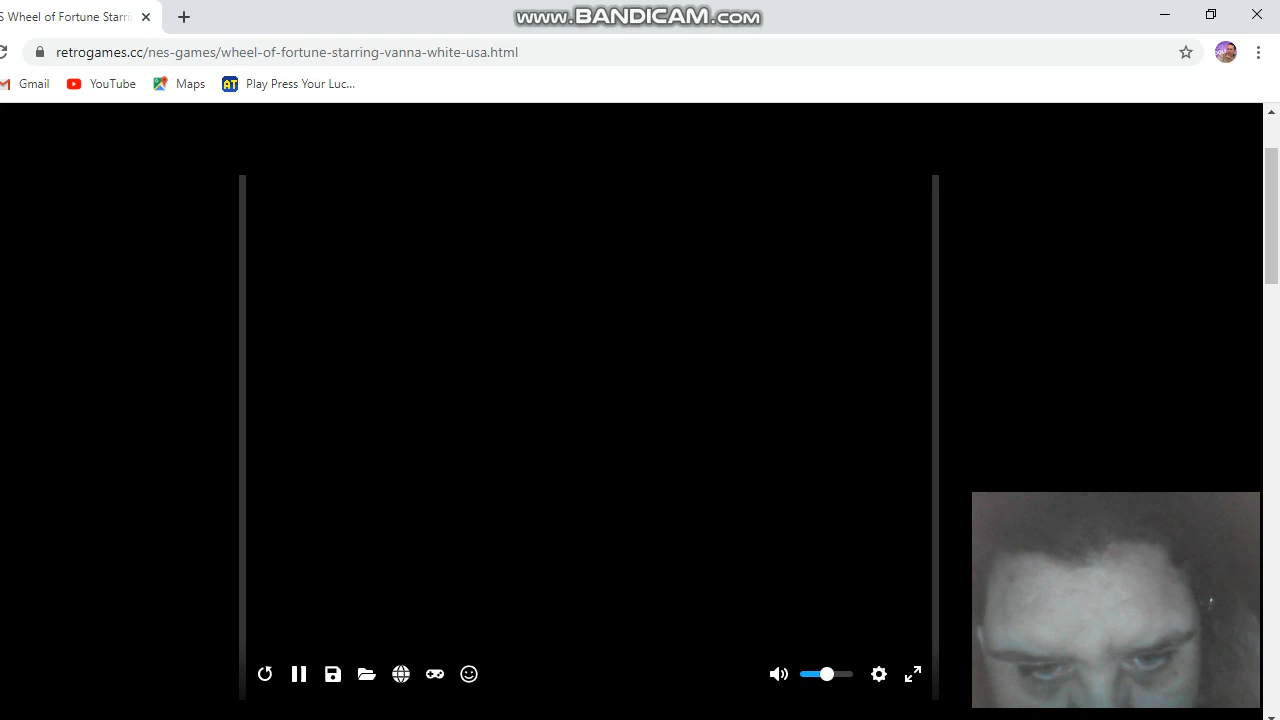 S Wheel of Fortune Starri
www.BANDICAM.com
retrogames.cc/nes-games/wheel-of-fortune-starring-vanna-white-usa.html
Gmail
YouTube
Maps
AT
Play Press Your Luc...